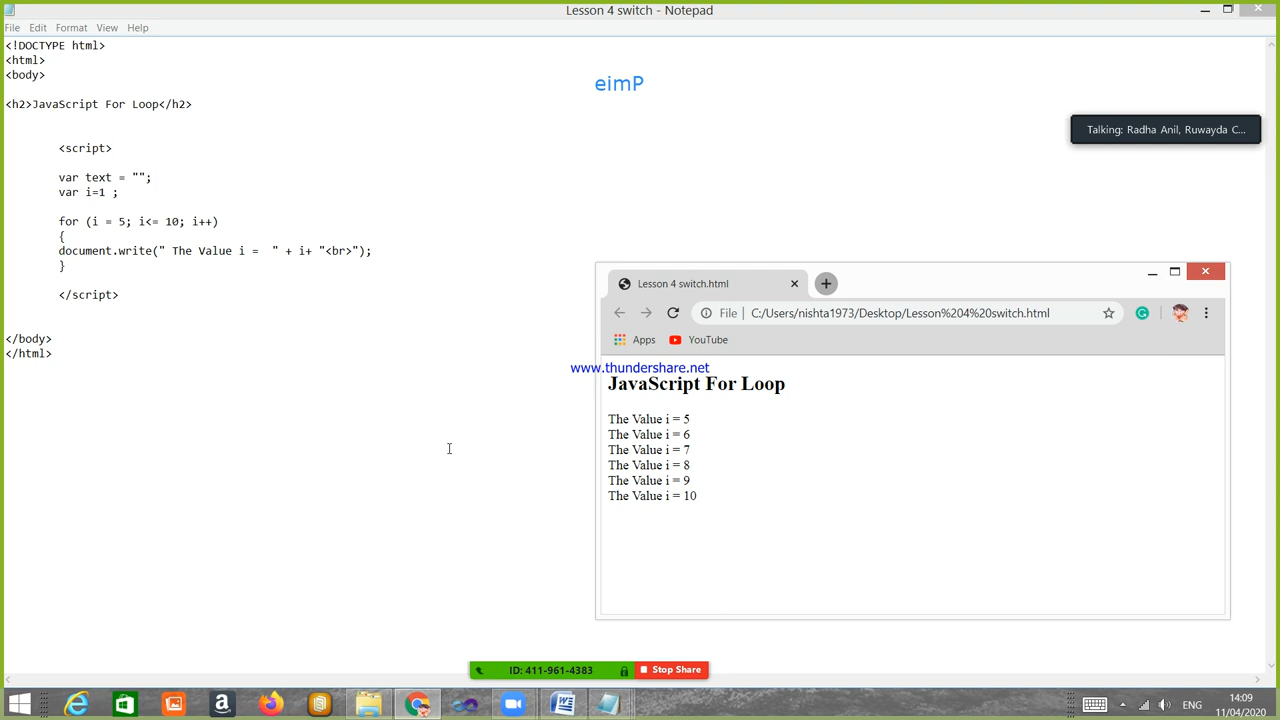 Lesson 4 switch - Notepad
File Edit Format View Help
<!DOCTYPE html>
<html>
<body>
eimP
<h2>JavaScript For Loop</h2>
Talking: Radha Anil, Ruwayda C...
<script>
var text = "";
var i=1 ;
for (i = 5; i<= 10; i++)
{
document.write(" The Value i =  " + i+ "<br>");
}
</script>
</body>
</html>
Lesson 4 switch.html
File C:/Users/nishta1973/Desktop/Lesson%204%20switch.html
Apps YouTube
www.thundershare.net
JavaScript For Loop
The Value i = 5
The Value i = 6
The Value i = 7
The Value i = 8
The Value i = 9
The Value i = 10
ID: 411-961-4383 Stop Share
ENG
14:09
11/04/2020